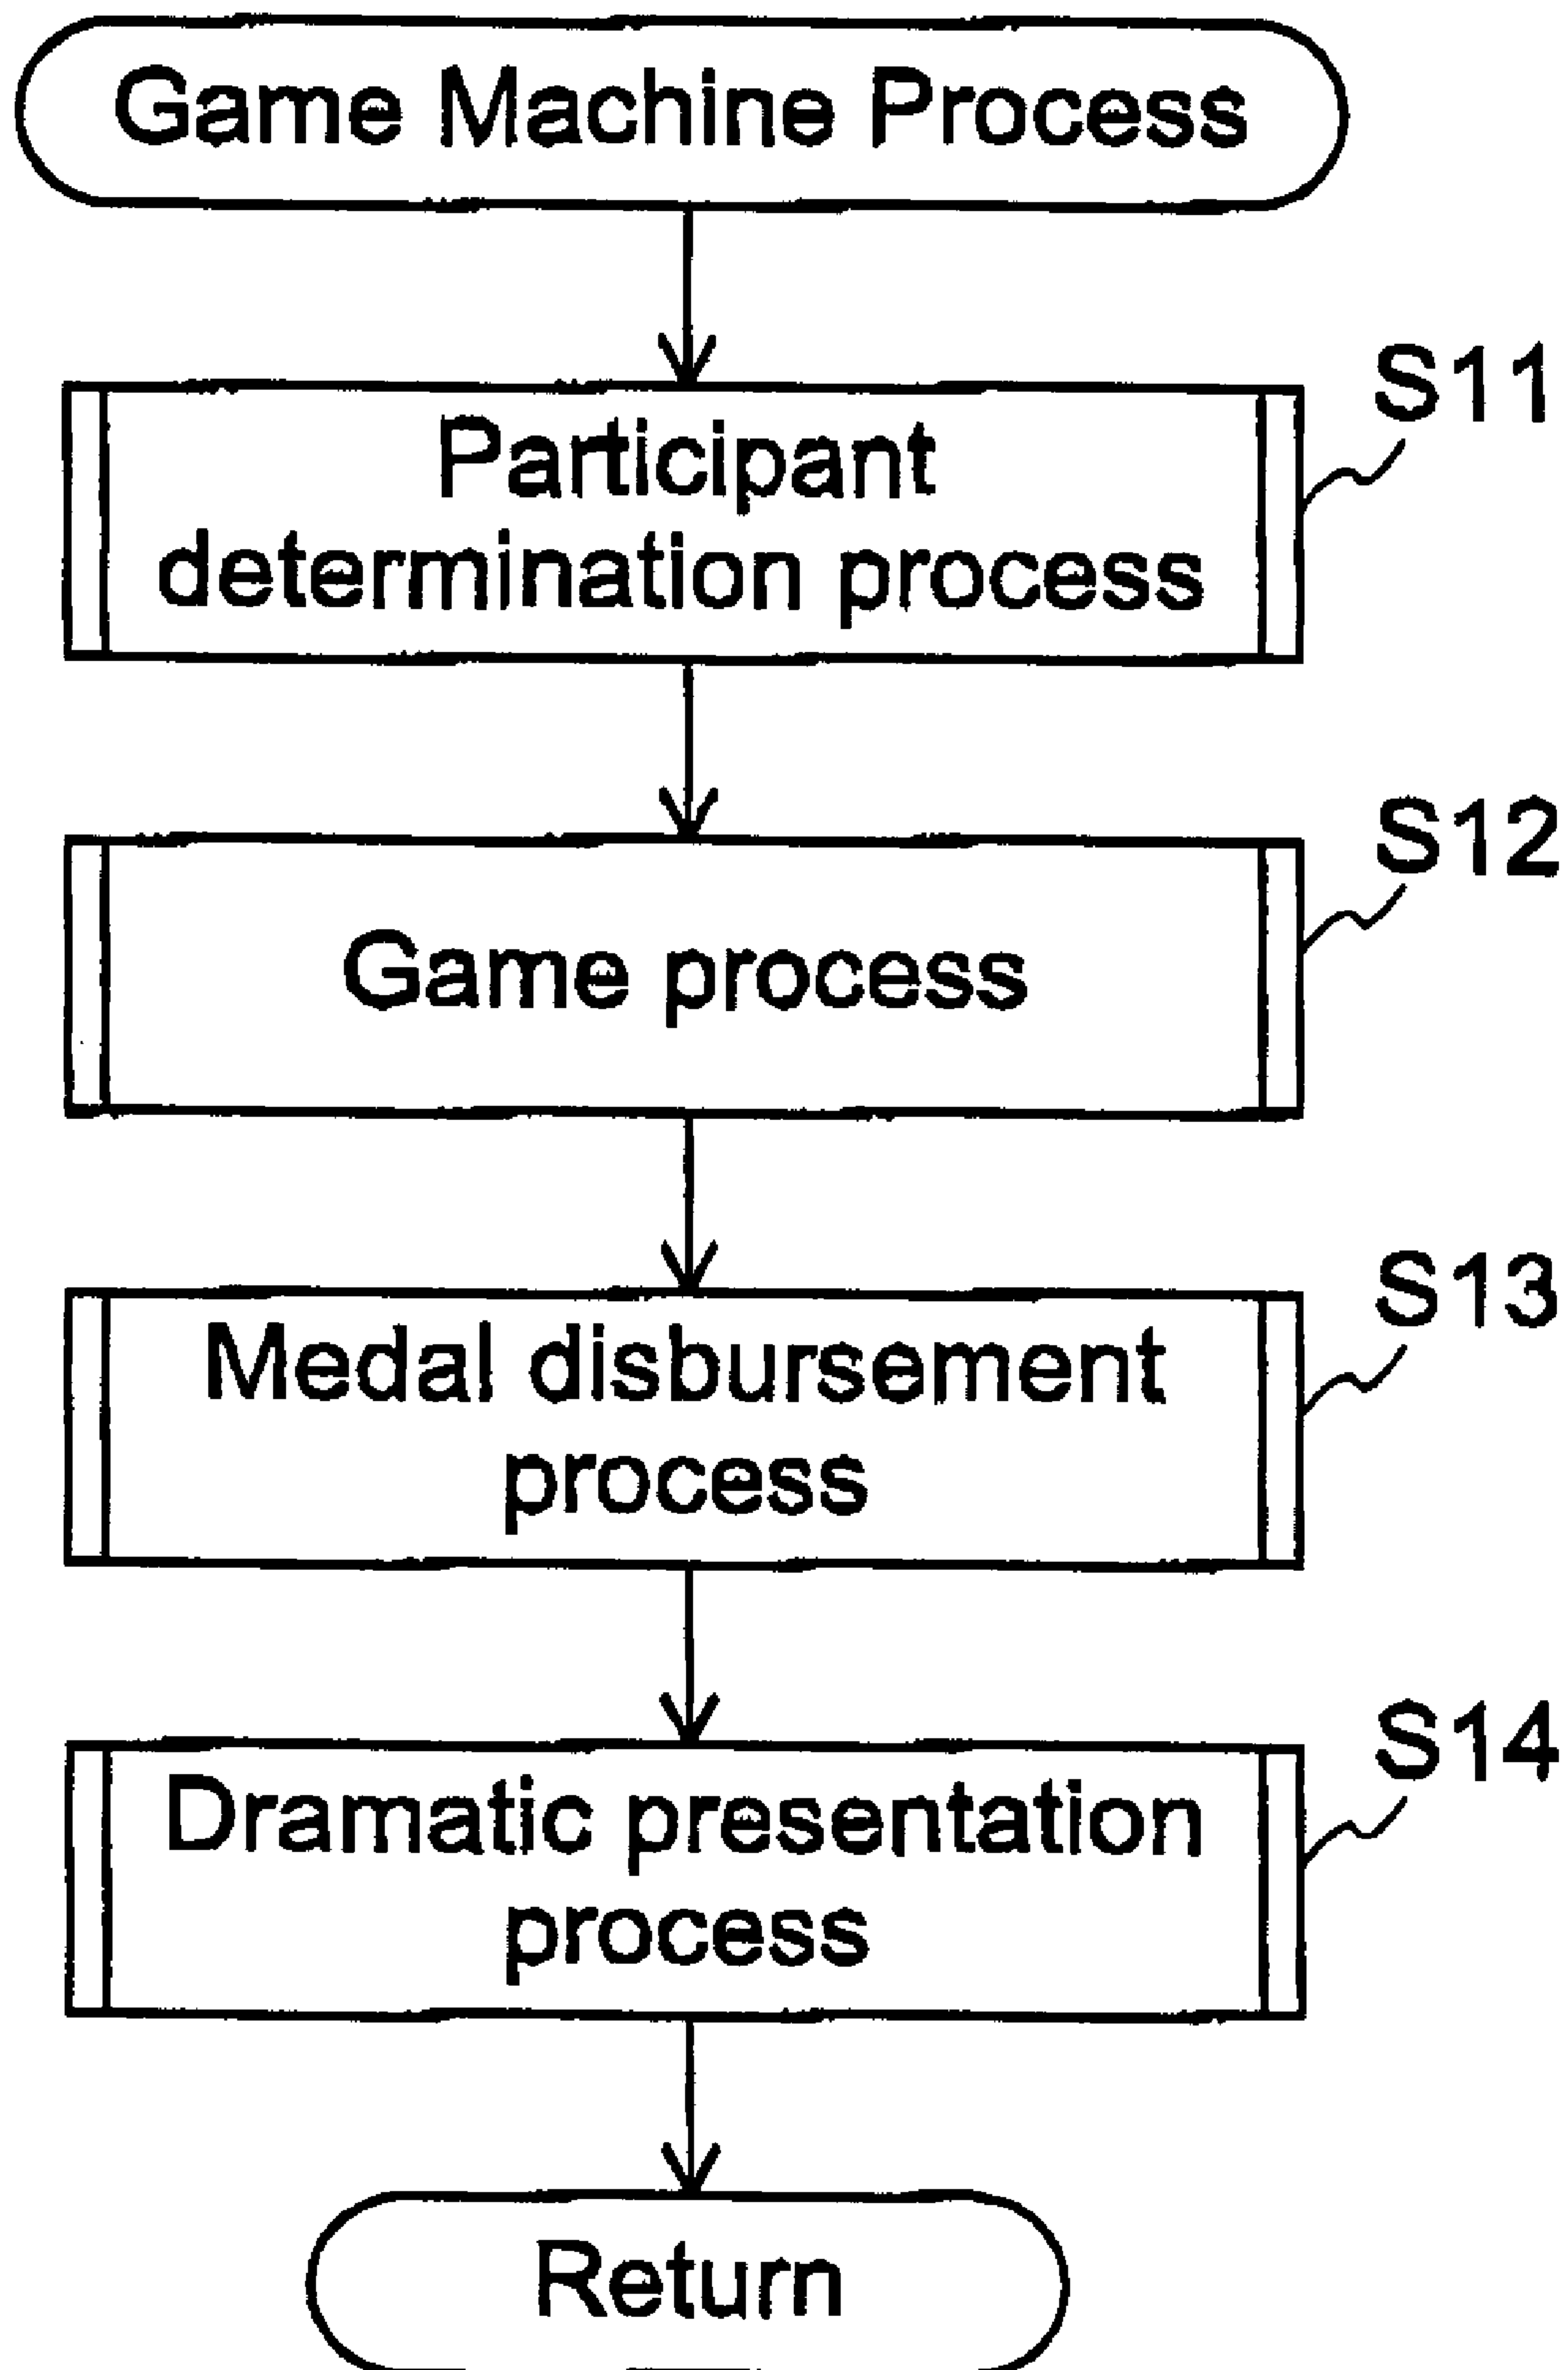 Game Machine Process
S11
Participant
determination process
S12
Game process
S13
Medal disbursement
process
S14
Dramatic presentation
process
Return